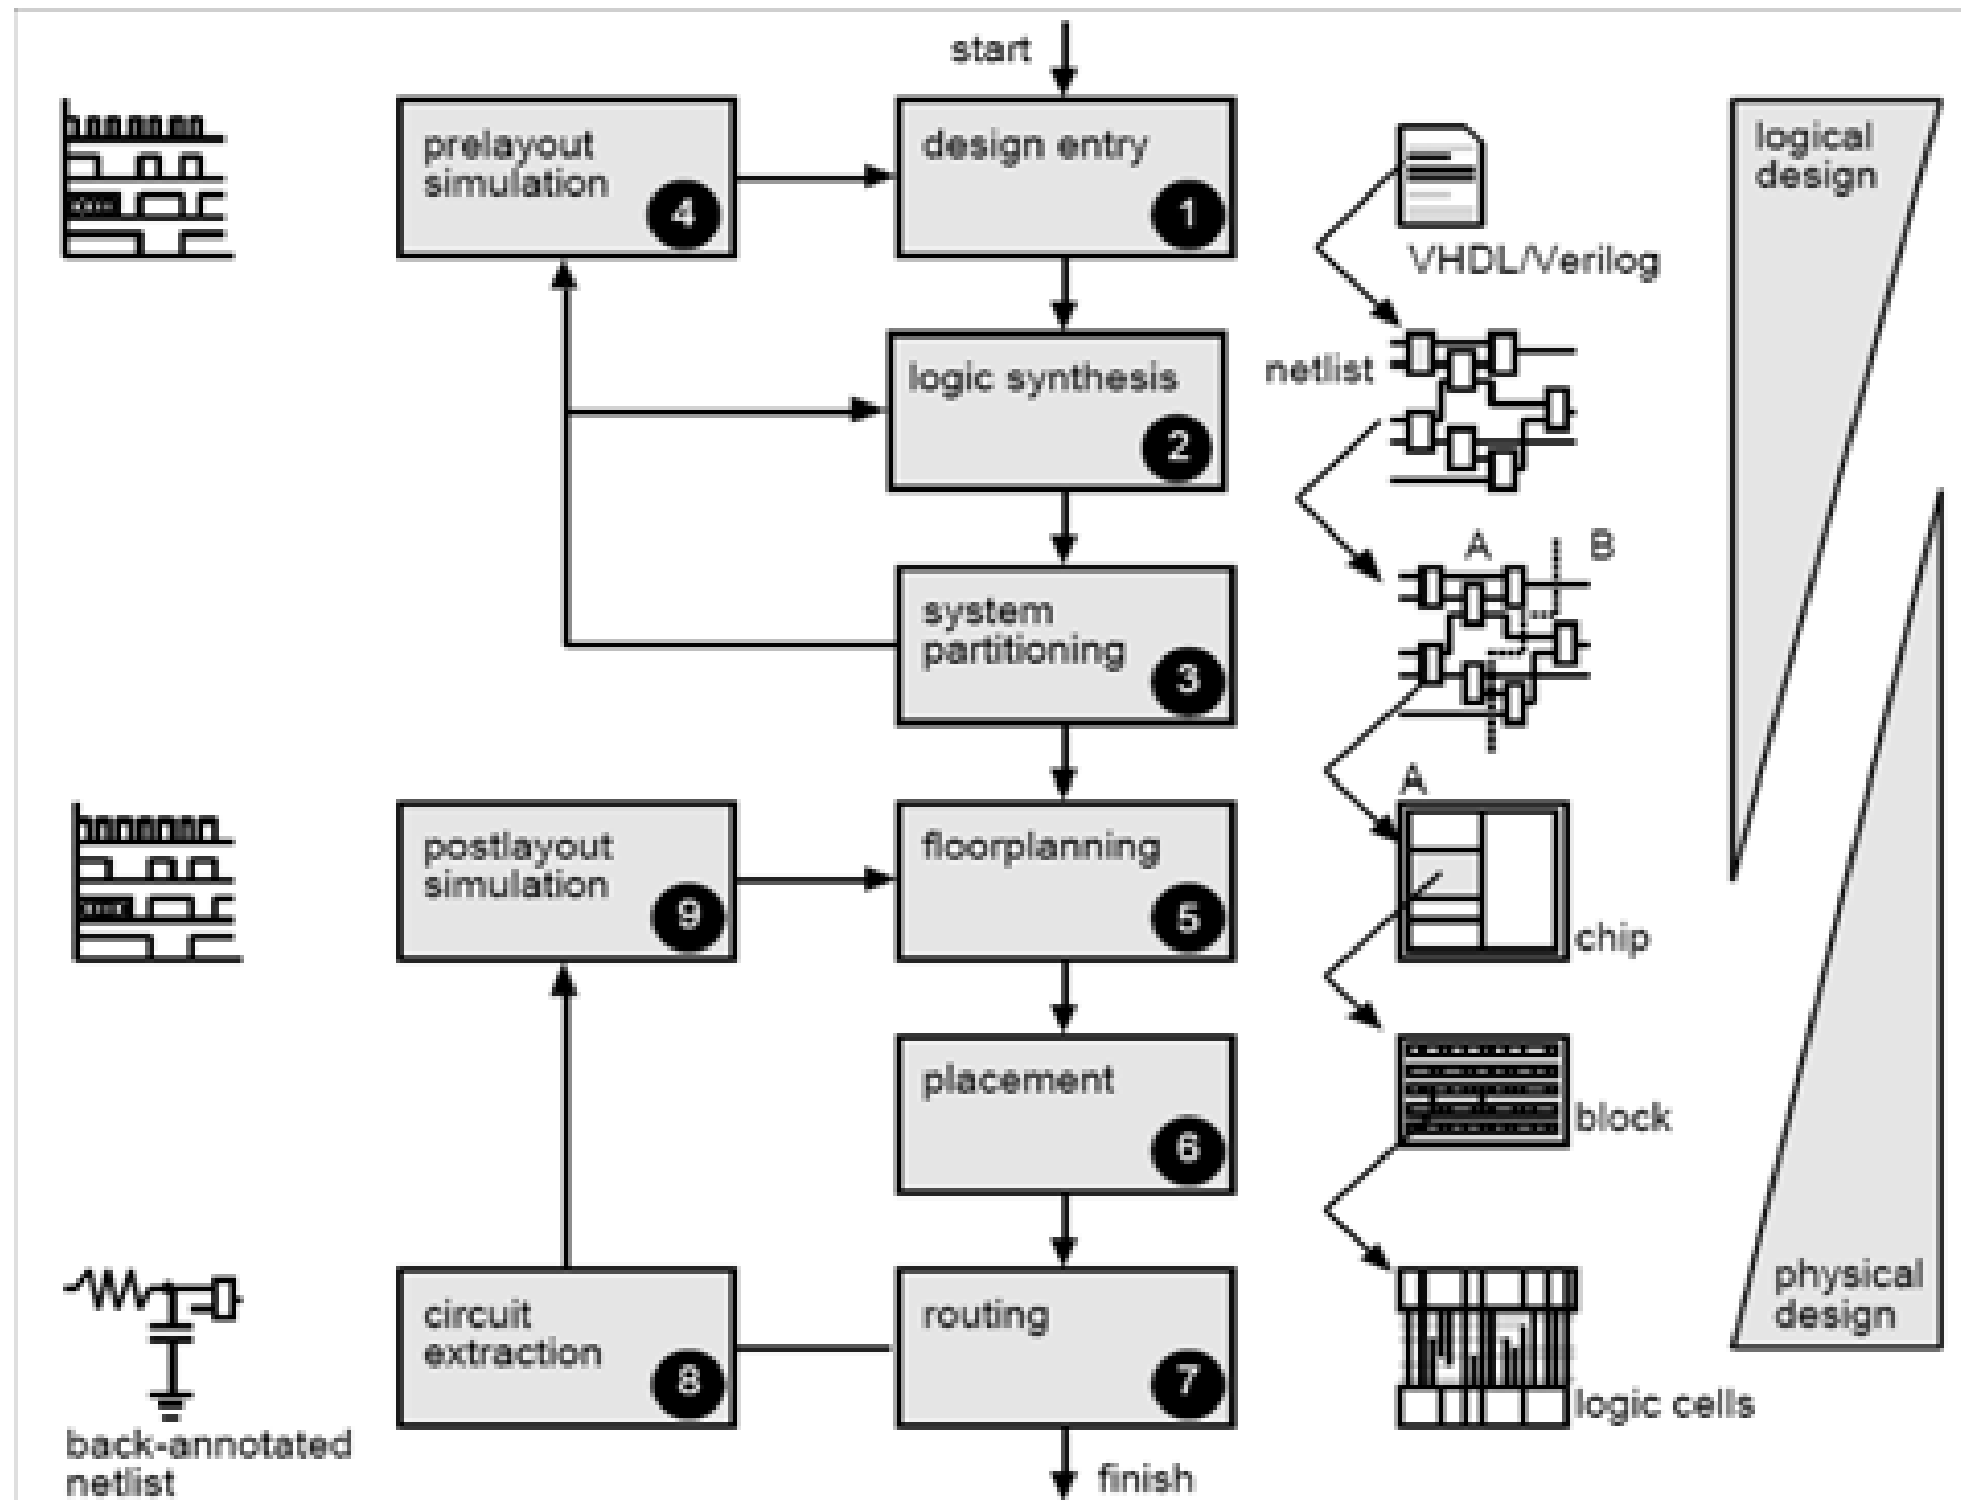 start
prelayout
simulation
4
design entry
1
VHDL/Verilog
logical
design
logic synthesis
2
netlist
system
partitioning
3
A
B
postlayout
simulation
9
floorplanning
5
A
chip
placement
6
block
circuit
extraction
8
routing
7
logic cells
physical
design
back-annotated
netlist
finish